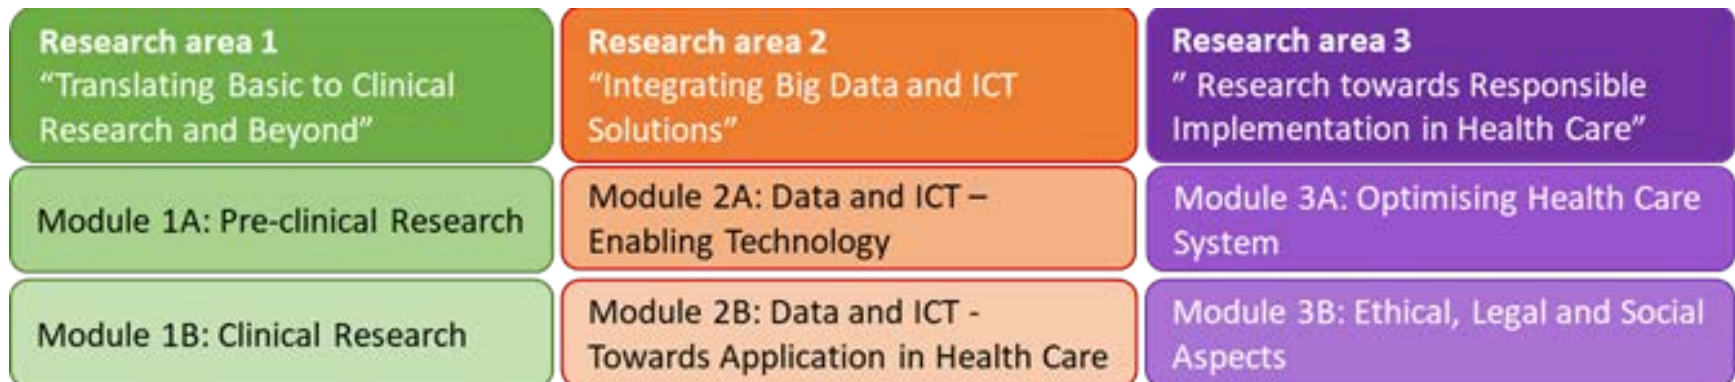 Research area 1
“Translating Basic to Clinical
Research and Beyond”
Module 1A: Pre-clinical Research
Module 1B: Clinical Research
Research area 2
“Integrating Big Data and ICT
Solutions”
Module 2A: Data and ICT –
Enabling Technology
Module 2B: Data and ICT -
Towards Application in Health Care
Research area 3
” Research towards Responsible
Implementation in Health Care”
Module 3A: Optimising Health Care
System
Module 3B: Ethical, Legal and Social
Aspects